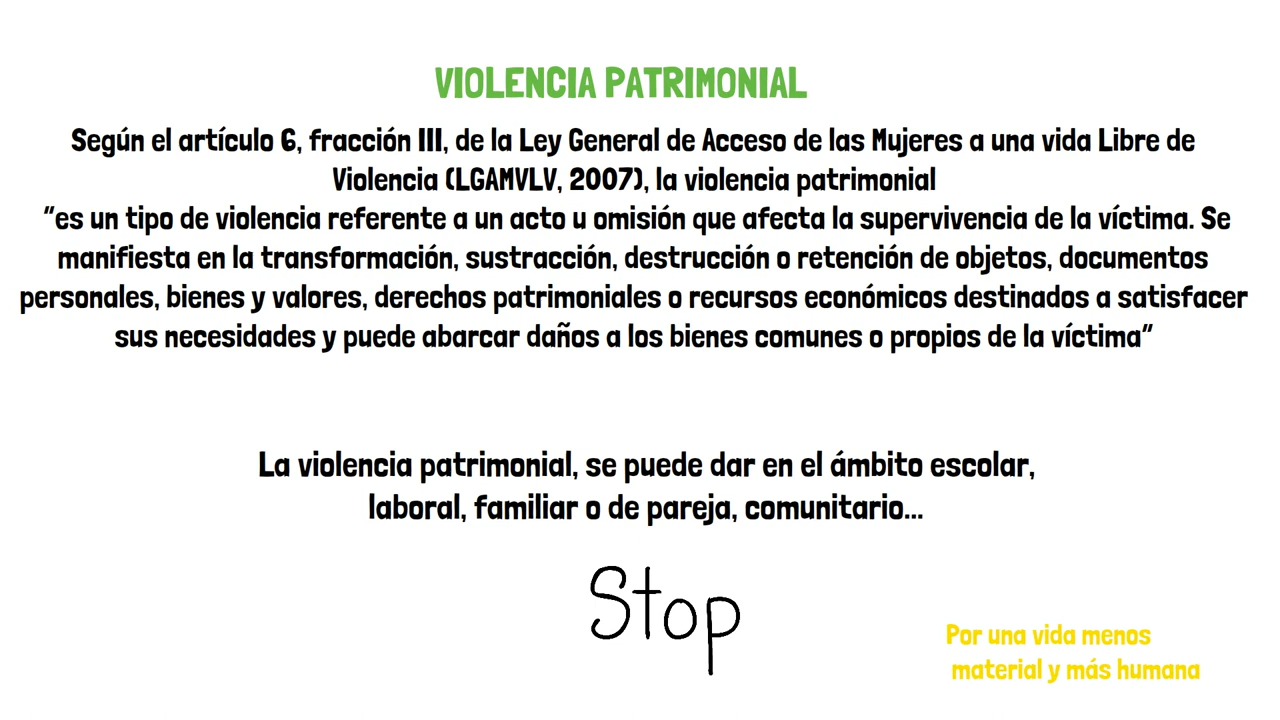 VIOLENCIA PATRIMONIAL
Según el artículo 6, fracción III, de la Ley General de Acceso de las Mujeres a una vida Libre de
Violencia (LGAMVLV, 2007), la violencia patrimonial
“es un tipo de violencia referente a un acto u omisión que afecta la supervivencia de la víctima. Se
manifiesta en la transformación, sustracción, destrucción o retención de objetos, documentos
personales, bienes y valores, derechos patrimoniales o recursos económicos destinados a satisfacer
sus necesidades y puede abarcar daños a los bienes comunes o propios de la víctima”
La violencia patrimonial, se puede dar en el ámbito escolar,
laboral, familiar o de pareja, comunitario...
Stop
Por una vida menos
material y más humana